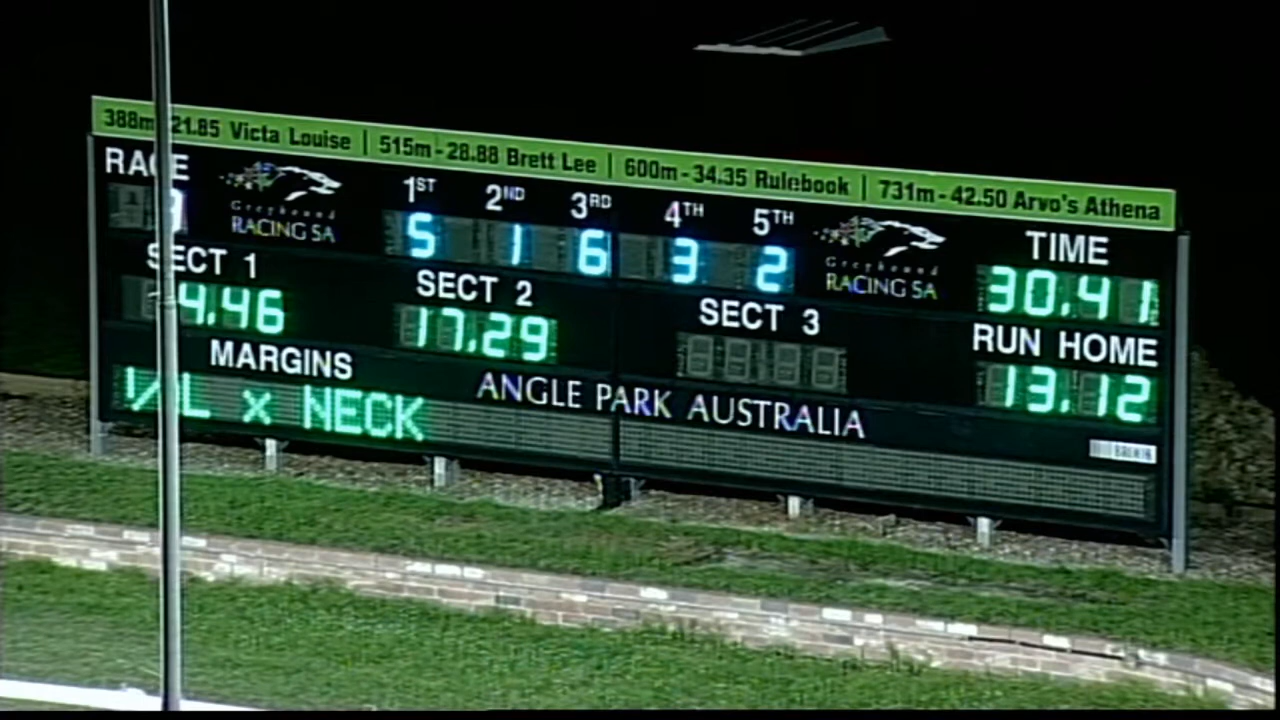 388m 21.85 Victa Louise | 515m - 28.88 Brett Lee | 600m - 34.35 Rulebook | 731m - 42.50 Arvo's Athena
RACE
Greyhound RACING SA
1ST 2ND 3RD 4TH 5TH
5 1 6 3 2
Greyhound RACING SA
TIME
30.41
SECT 1
4.46
SECT 2
17.29
SECT 3
RUN HOME
13.12
MARGINS
L x NECK
ANGLE PARK AUSTRALIA